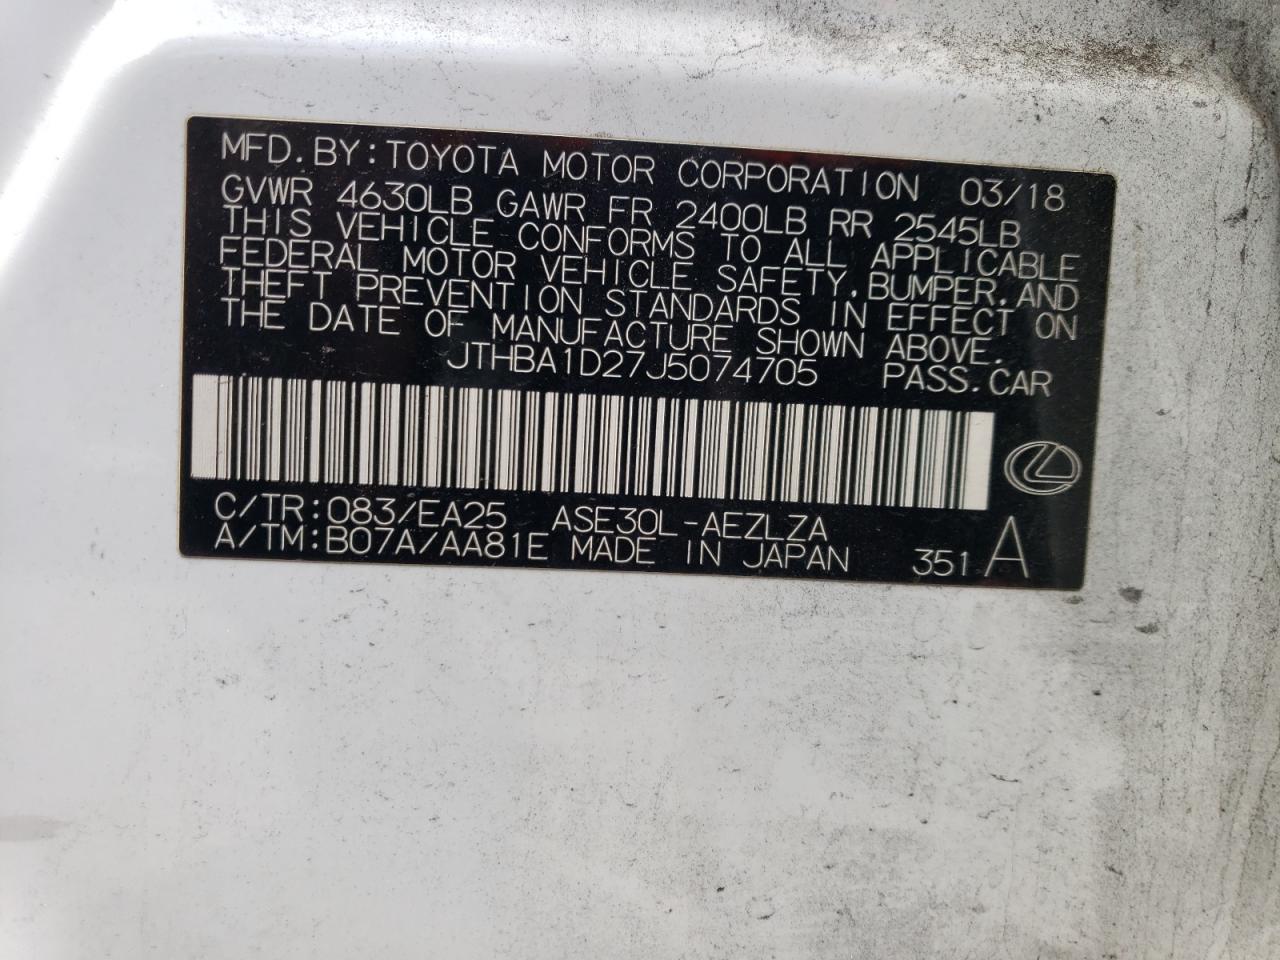 MFD.BY:TOYOTA MOTOR CORPORATION 03/18
GVWR 4630LB GAWR FR 2400LB RR 2545LB
THIS VEHICLE CONFORMS TO ALL APPLICABLE
FEDERAL MOTOR VEHICLE SAFETY,BUMPER,AND
THEFT PREVENTION STANDARDS IN EFFECT ON
THE DATE OF MANUFACTURE SHOWN ABOVE.
JTHBA1D27J5074705 PASS.CAR
C/TR:083/EA25 ASE30L-AEZLZA
A/TM:B07A/AA81E MADE IN JAPAN 351 A